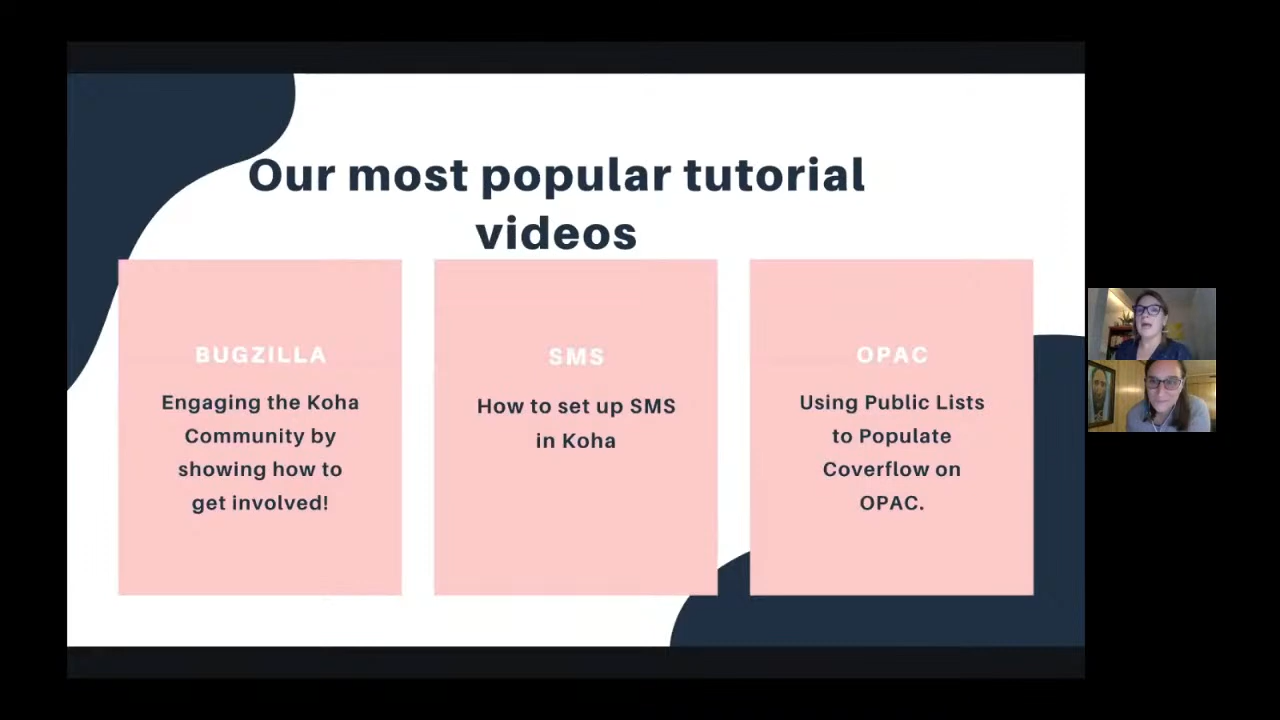 Our most popular tutorial
videos
BUGZILLA
Engaging the Koha
Community by
showing how to
get involved!
SMS
How to set up SMS
in Koha
OPAC
Using Public Lists
to Populate
Coverflow on
OPAC.